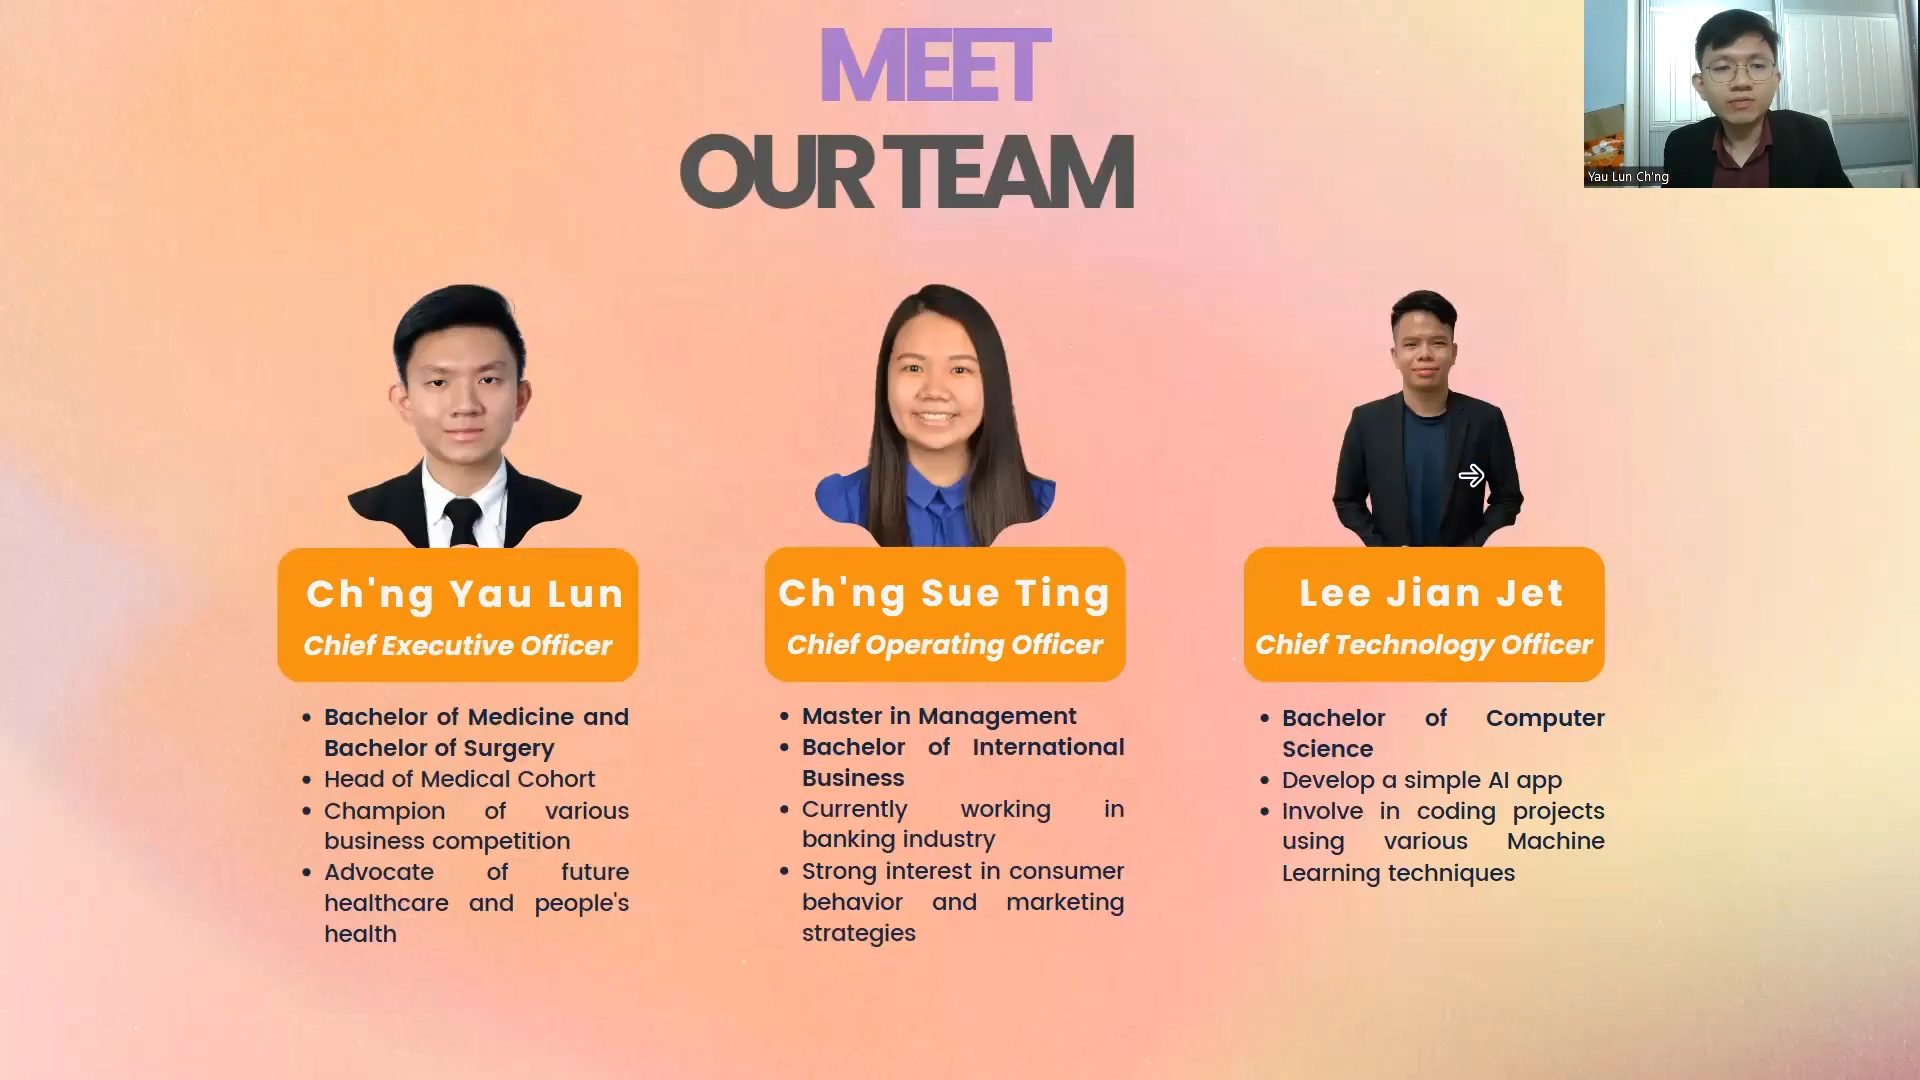 MEET
OUR TEAM
Yau Lun Ch'ng
Ch'ng Yau Lun
Chief Executive Officer
• Bachelor of Medicine and
Bachelor of Surgery
• Head of Medical Cohort
• Champion of various
business competition
• Advocate of future
healthcare and people's
health
Ch'ng Sue Ting
Chief Operating Officer
• Master in Management
• Bachelor of International
Business
• Currently working in
banking industry
• Strong interest in consumer
behavior and marketing
strategies
Lee Jian Jet
Chief Technology Officer
• Bachelor of Computer
Science
• Develop a simple AI app
• Involve in coding projects
using various Machine
Learning techniques